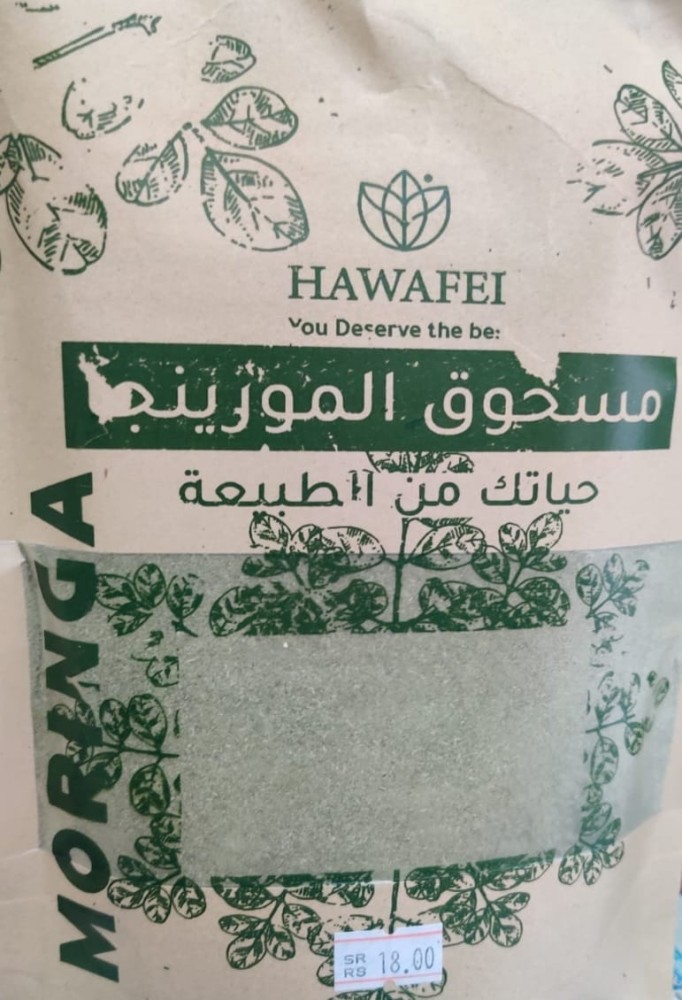 HAWAFEI
You Deserve the be
مسحوق المورينجا
حياتك من الطبيعة
MORINGA
SR
RS 18.00